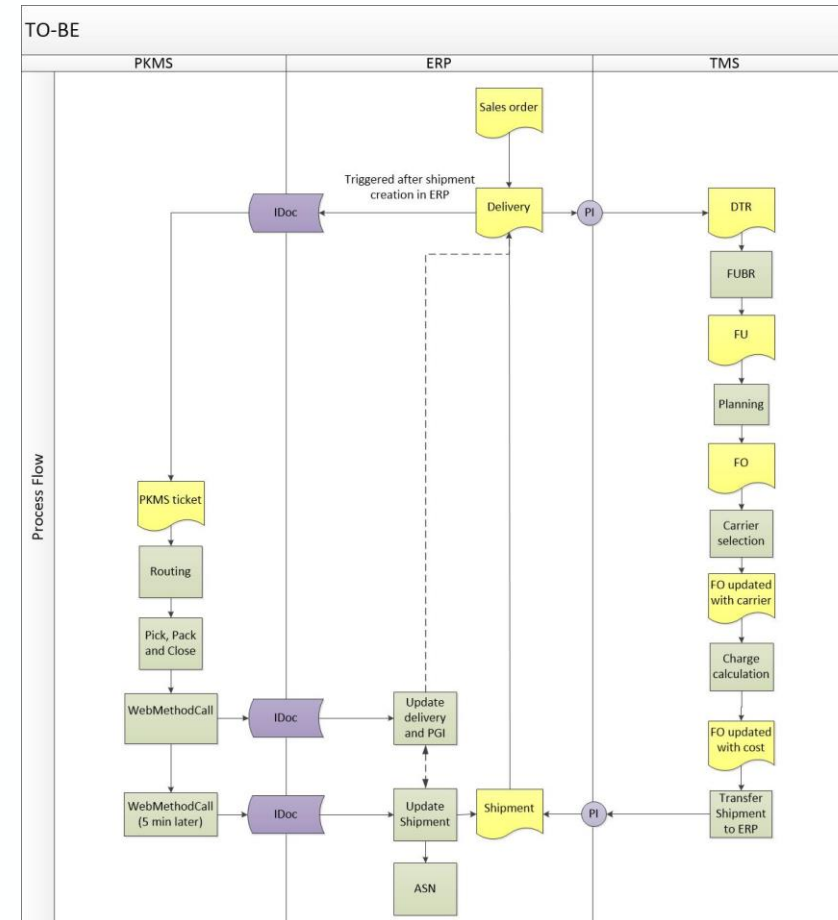 TO-BE
PKMS
ERP
TMS
Process Flow
Sales order
Triggered after shipment
creation in ERP
IDoc
Delivery
PI
DTR
FUBR
FU
Planning
FO
PKMS ticket
Carrier
selection
Routing
FO updated
with carrier
Pick, Pack
and Close
Charge
calculation
WebMethodCall
IDoc
Update
delivery
and PGI
FO updated
with cost
WebMethodCall
(5 min later)
IDoc
Update
Shipment
Shipment
PI
Transfer
Shipment
to ERP
ASN